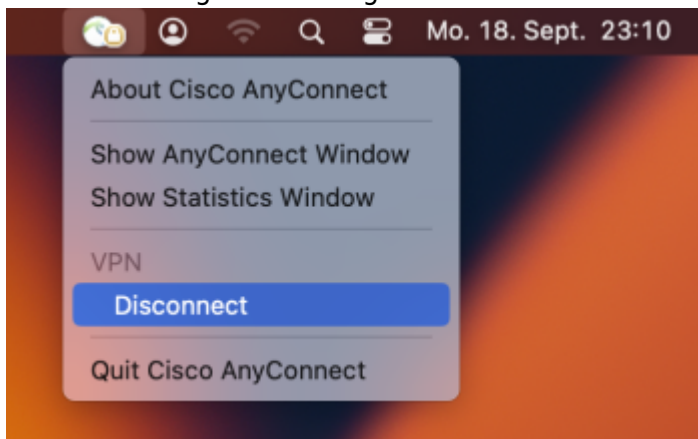 Mo. 18. Sept. 23:10
About Cisco AnyConnect
Show AnyConnect Window
Show Statistics Window
VPN
Disconnect
Quit Cisco AnyConnect